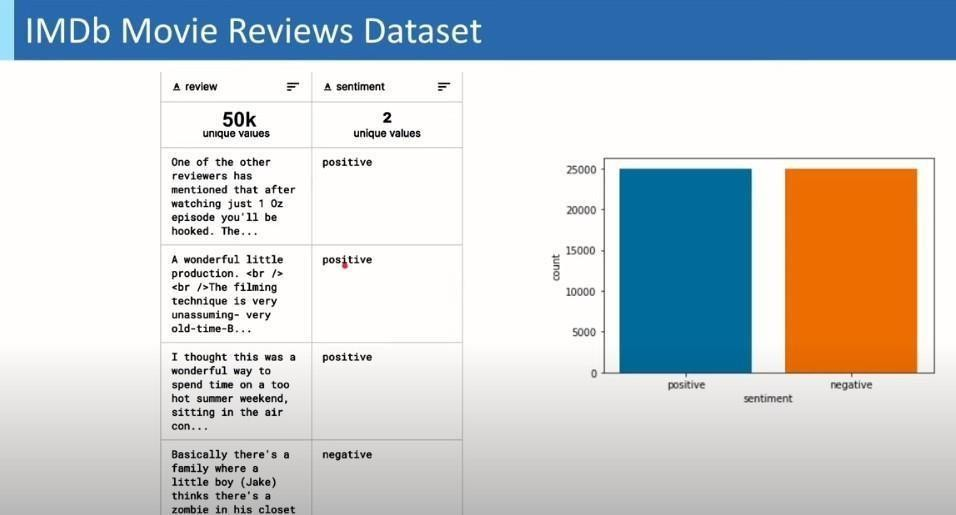 IMDb Movie Reviews Dataset
A review
A sentiment
50k
unique values
2
unique values
One of the other
reviewers has
mentioned that after
watching just 1 Oz
episode you'll be
hooked. The...
positive
A wonderful little
production. <br />
<br />The filming
technique is very
unassuming- very
old-time-B...
positive
I thought this was a
wonderful way to
spend time on a too
hot summer weekend,
sitting in the air
con...
positive
Basically there's a
family where a
little boy (Jake)
thinks there's a
zombie in his closet
negative
25000
20000
15000
10000
5000
0
count
positive
negative
sentiment